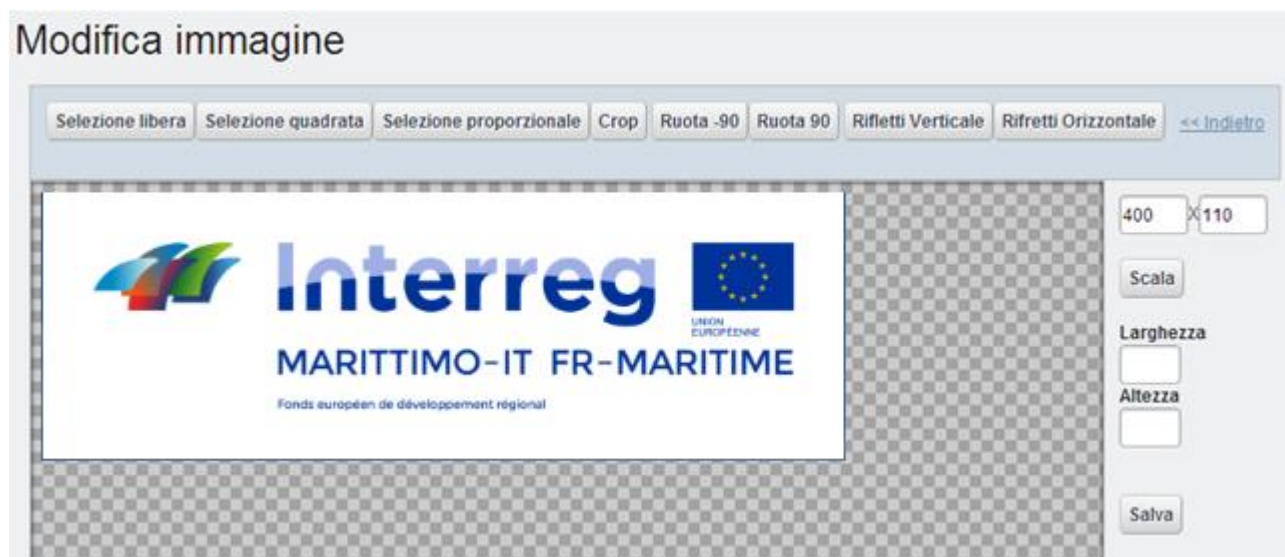 Modifica immagine
Selezione libera Selezione quadrata Selezione proporzionale Crop Ruota -90 Ruota 90 Rifletti Verticale Rifretti Orizzontale << Indietro
400 X 110
Interreg
UNION
EUROPÉENNE
MARITTIMO-IT FR-MARITIME
Fonds européen de développement régional
Scala
Larghezza
Altezza
Salva